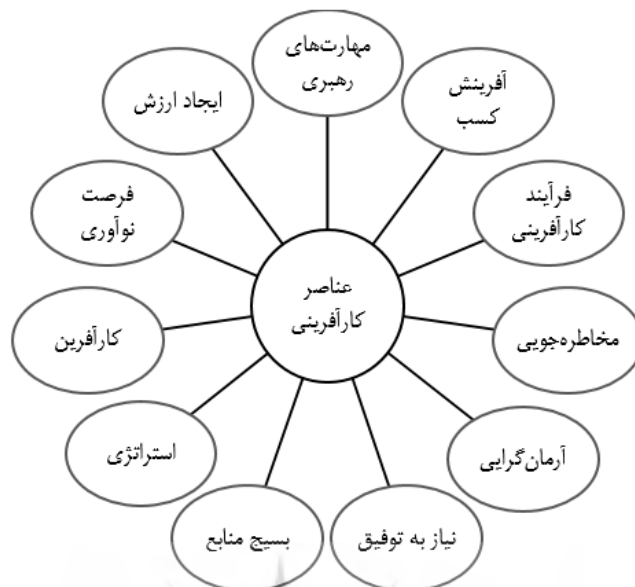 مهارت‌های
رهبری
آفرینش
کسب
فرآیند
کارآفرینی
مخاطره‌جویی
آرمان‌گرایی
نیاز به توفیق
بسیج منابع
استراتژی
کارآفرین
فرصت
نوآوری
ایجاد ارزش
عناصر
کارآفرینی